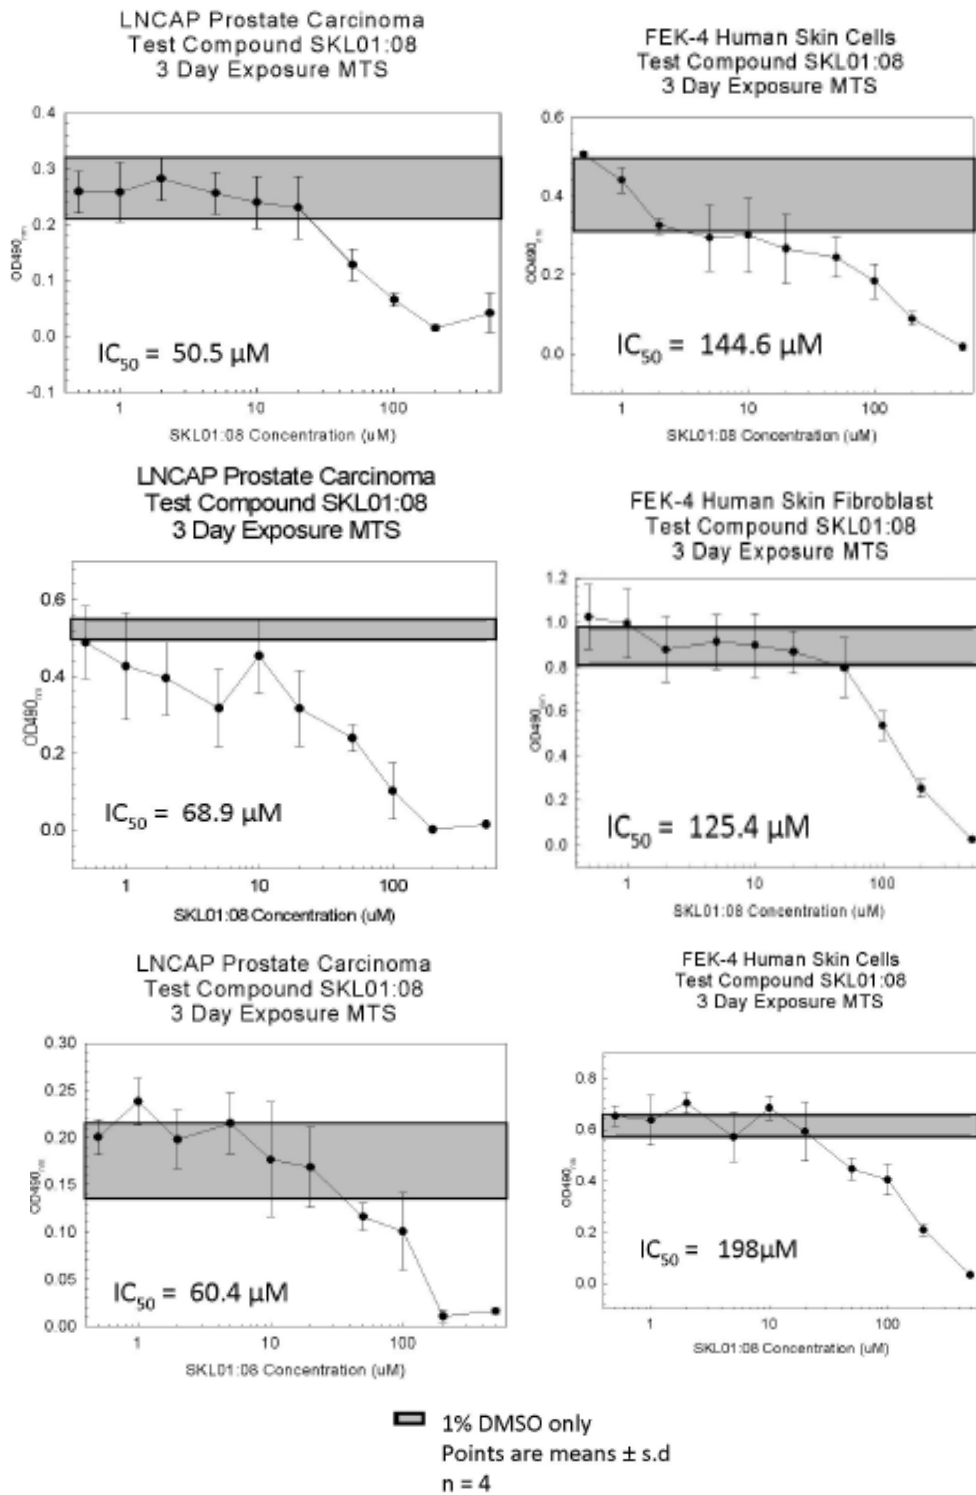 LNCAP Prostate Carcinoma
Test Compound SKL01:08
3 Day Exposure MTS
0.4
0.3
0.2
0.1
0.0
-0.1
OD490nm
IC50 = 50.5 µM
1 10 100
SKL01:08 Concentration (uM)
FEK-4 Human Skin Cells
Test Compound SKL01:08
3 Day Exposure MTS
0.6
0.4
0.2
0.0
OD490nm
IC50 = 144.6 µM
1 10 100
SKL01:08 Concentration (uM)
LNCAP Prostate Carcinoma
Test Compound SKL01:08
3 Day Exposure MTS
0.6
0.4
0.2
0.0
OD490nm
IC50 = 68.9 µM
1 10 100
SKL01:08 Concentration (uM)
FEK-4 Human Skin Fibroblast
Test Compound SKL01:08
3 Day Exposure MTS
1.2
1.0
0.8
0.6
0.4
0.2
0.0
OD490nm
IC50 = 125.4 µM
1 10 100
SKL01:08 Concentration (uM)
LNCAP Prostate Carcinoma
Test Compound SKL01:08
3 Day Exposure MTS
0.30
0.25
0.20
0.15
0.10
0.05
0.00
OD490nm
IC50 = 60.4 µM
1 10 100
SKL01:08 Concentration (uM)
FEK-4 Human Skin Cells
Test Compound SKL01:08
3 Day Exposure MTS
0.8
0.6
0.4
0.2
0.0
OD490nm
IC50 = 198µM
1 10 100
SKL01:08 Concentration (uM)
1% DMSO only
Points are means ± s.d
n = 4